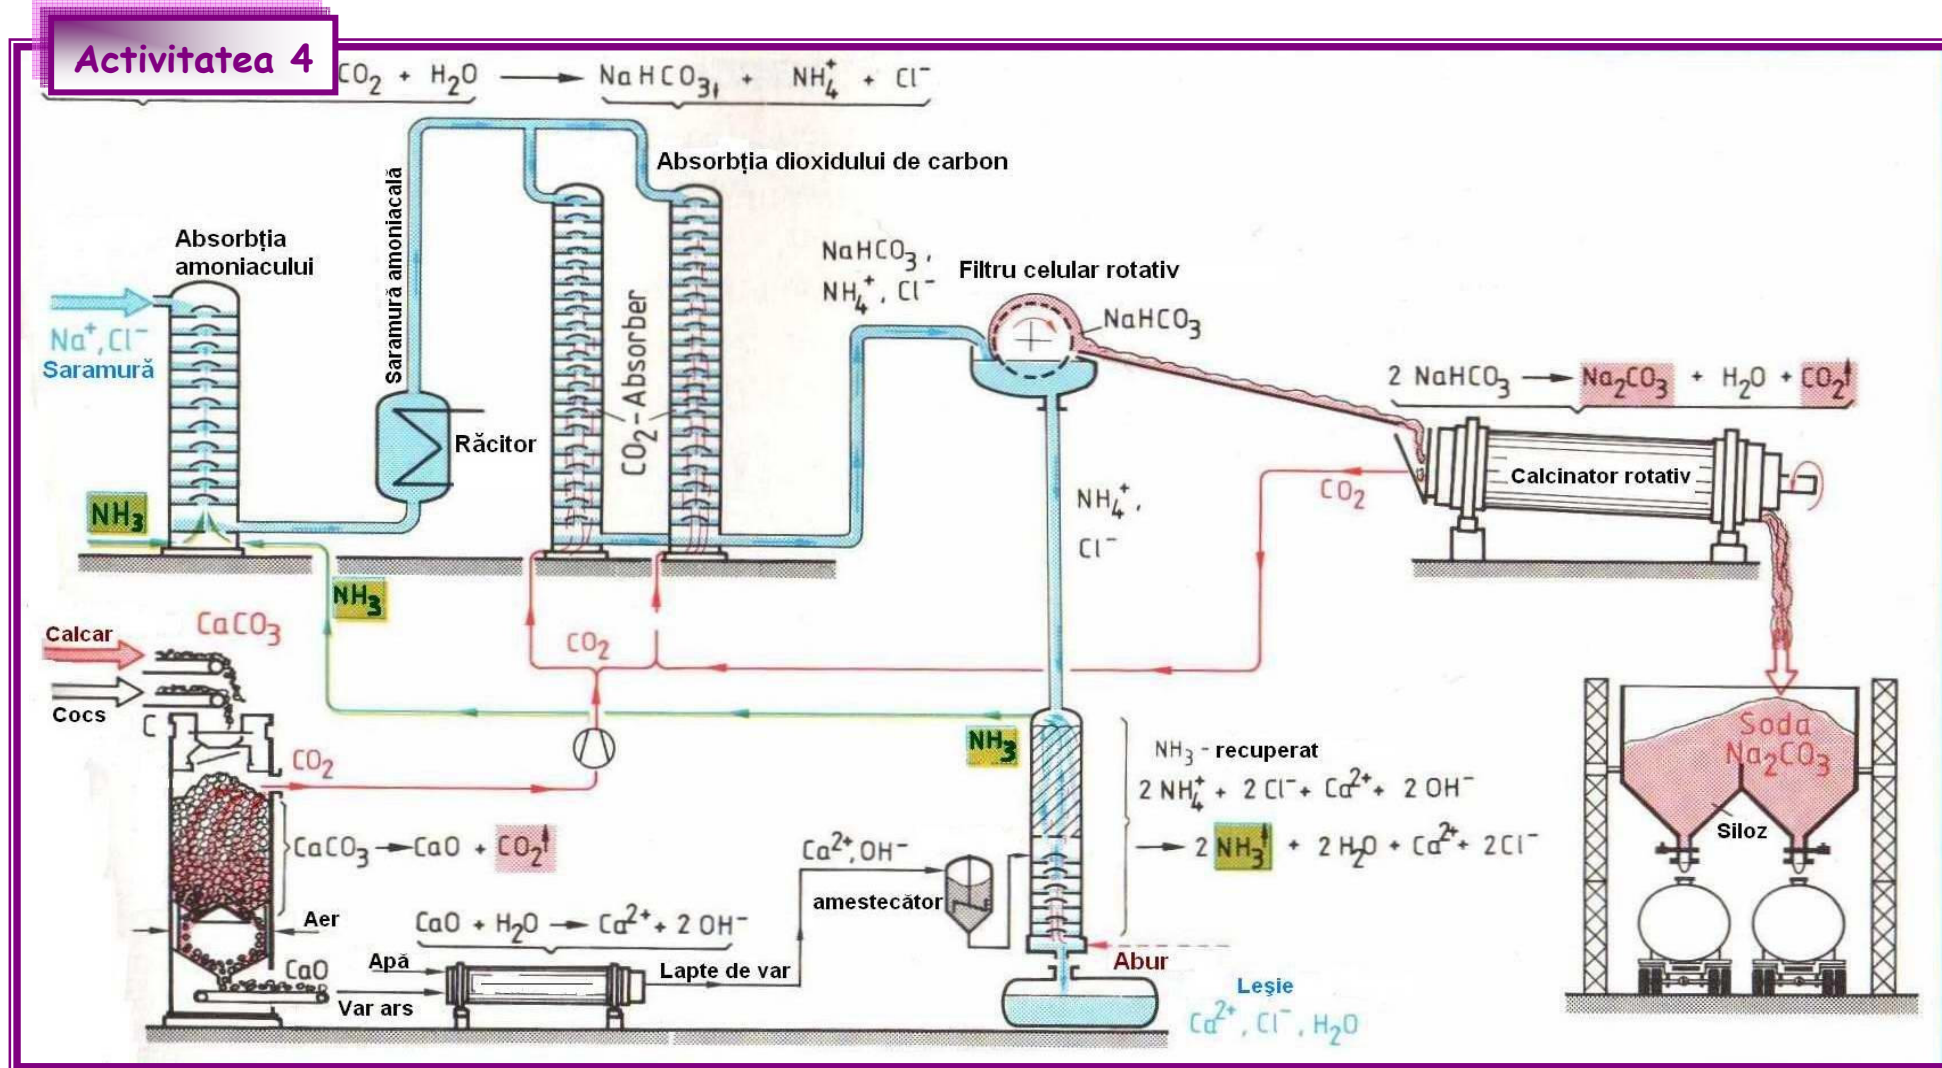 Activitatea 4
CO₂ + H₂O ⟶ NaHCO₃↓ + NH₄⁺ + Cl⁻
Absorbția dioxidului de carbon
Saramură amoniacală
Absorbția
amoniacului
NaHCO₃,
NH₄⁺, Cl⁻
Filtru celular rotativ
NaHCO₃
Na⁺, Cl⁻
Saramură
CO₂-Absorber
2 NaHCO₃ ⟶ Na₂CO₃ + H₂O + CO₂↑
Răcitor
Calcinator rotativ
CO₂
NH₃
NH₄⁺,
Cl⁻
NH₃
CaCO₃
Calcar
CO₂
Cocs
C
NH₃
NH₃ - recuperat
2 NH₄⁺ + 2 Cl⁻ + Ca²⁺ + 2 OH⁻
⟶ 2 NH₃↑ + 2 H₂O + Ca²⁺ + 2Cl⁻
Soda
Na₂CO₃
Siloz
CO₂
CaCO₃ ⟶ CaO + CO₂↑
Ca²⁺, OH⁻
amestecător
Aer
CaO + H₂O ⟶ Ca²⁺ + 2 OH⁻
CaO
Apă
Lapte de var
Var ars
Abur
Leşie
Ca²⁺, Cl⁻, H₂O